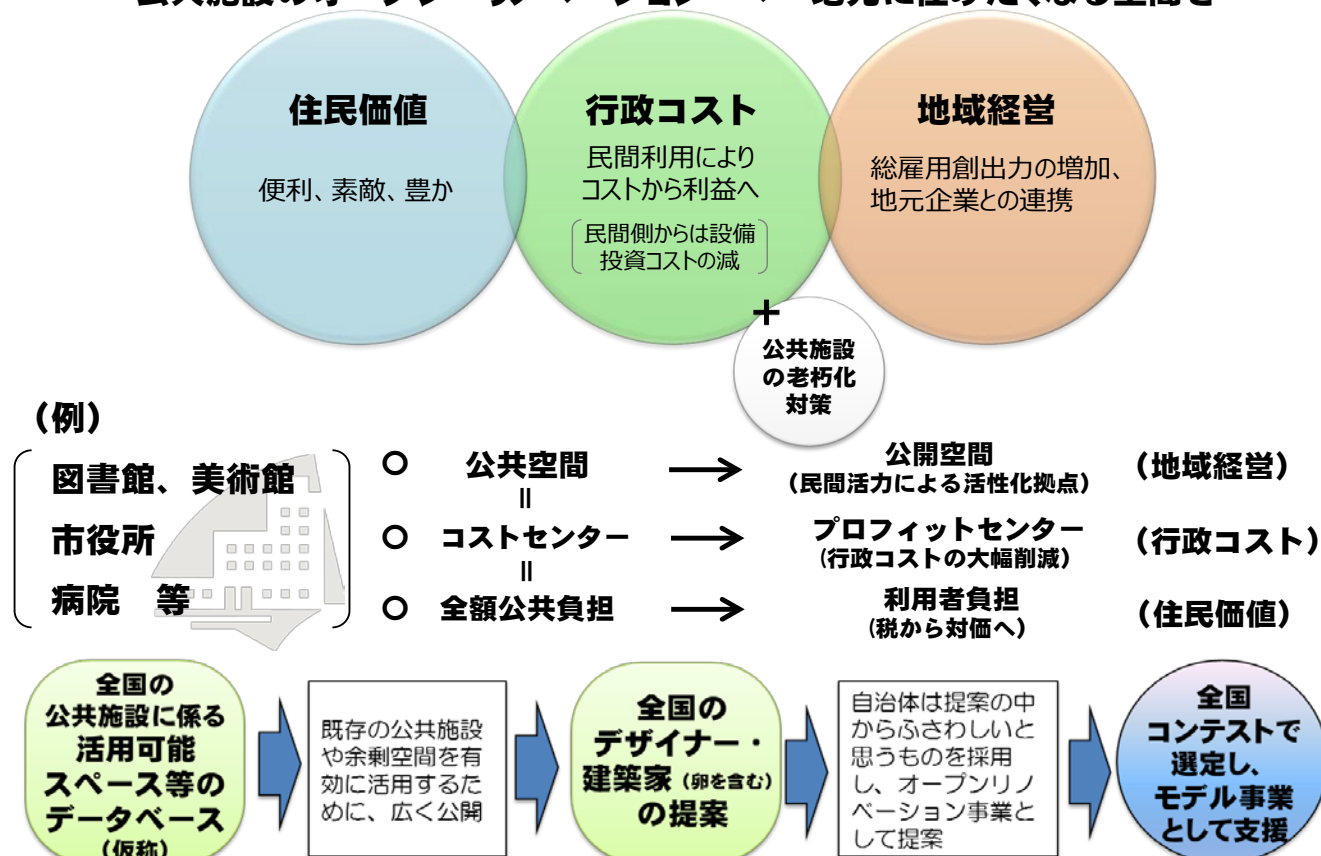 住民価値
便利、素敵、豊か
行政コスト
民間利用により
コストから利益へ
民間側からは設備
投資コストの減
地域経営
総雇用創出力の増加、
地元企業との連携
＋
公共施設
の老朽化
対策
（例）
図書館、美術館
市役所
病院　等
○　公共空間　→　公開空間　（地域経営）
（民間活力による活性化拠点）
＝
○　コストセンター　→　プロフィットセンター　（行政コスト）
（行政コストの大幅削減）
＝
○　全額公共負担　→　利用者負担　（住民価値）
（税から対価へ）
全国の
公共施設に係る
活用可能
スペース等の
データベース
（仮称）
既存の公共施設
や余剰空間を有
効に活用するた
めに、広く公開
全国の
デザイナー・
建築家（卵を含む）
の提案
自治体は提案の中
からふさわしいと
思うものを採用
し、オープンリノ
ベーション事業と
して提案
全国
コンテストで
選定し、
モデル事業
として支援